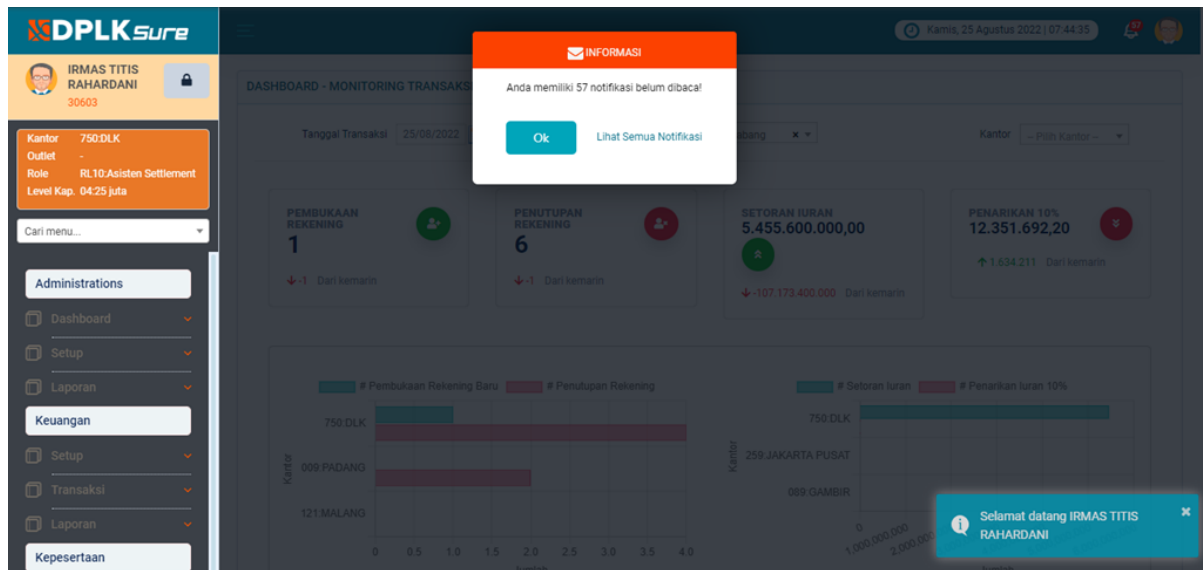 DPLKSure
IRMAS TITIS
RAHARDANI
30603
Kantor 750:DLK
Outlet -
Role RL10:Asisten Settlement
Level Kap. 04:25 juta
Cari menu...
Administrations
Dashboard
Setup
Laporan
Keuangan
Setup
Transaksi
Laporan
Kepesertaan
Kamis, 25 Agustus 2022 | 07:44:35
57
INFORMASI
Anda memiliki 57 notifikasi belum dibaca!
Ok Lihat Semua Notifikasi
DASHBOARD - MONITORING TRANSAKS
Tanggal Transaksi 25/08/2022
abang ×
Kantor -- Pilih Kantor --
PEMBUKAAN
REKENING
1
-1 Dari kemarin
PENUTUPAN
REKENING
6
-1 Dari kemarin
SETORAN IURAN
5.455.600.000,00
-107.173.400.000 Dari kemarin
PENARIKAN 10%
12.351.692,20
1.634.211 Dari kemarin
# Pembukaan Rekening Baru # Penutupan Rekening
Kantor
750:DLK
009:PADANG
121:MALANG
0 0.5 1.0 1.5 2.0 2.5 3.0 3.5 4.0
Jumlah
# Setoran Iuran # Penarikan Iuran 10%
Kantor
750:DLK
259:JAKARTA PUSAT
089:GAMBIR
0 1,000,000,000 2,000,000
Jumlah
Selamat datang IRMAS TITIS
RAHARDANI
×